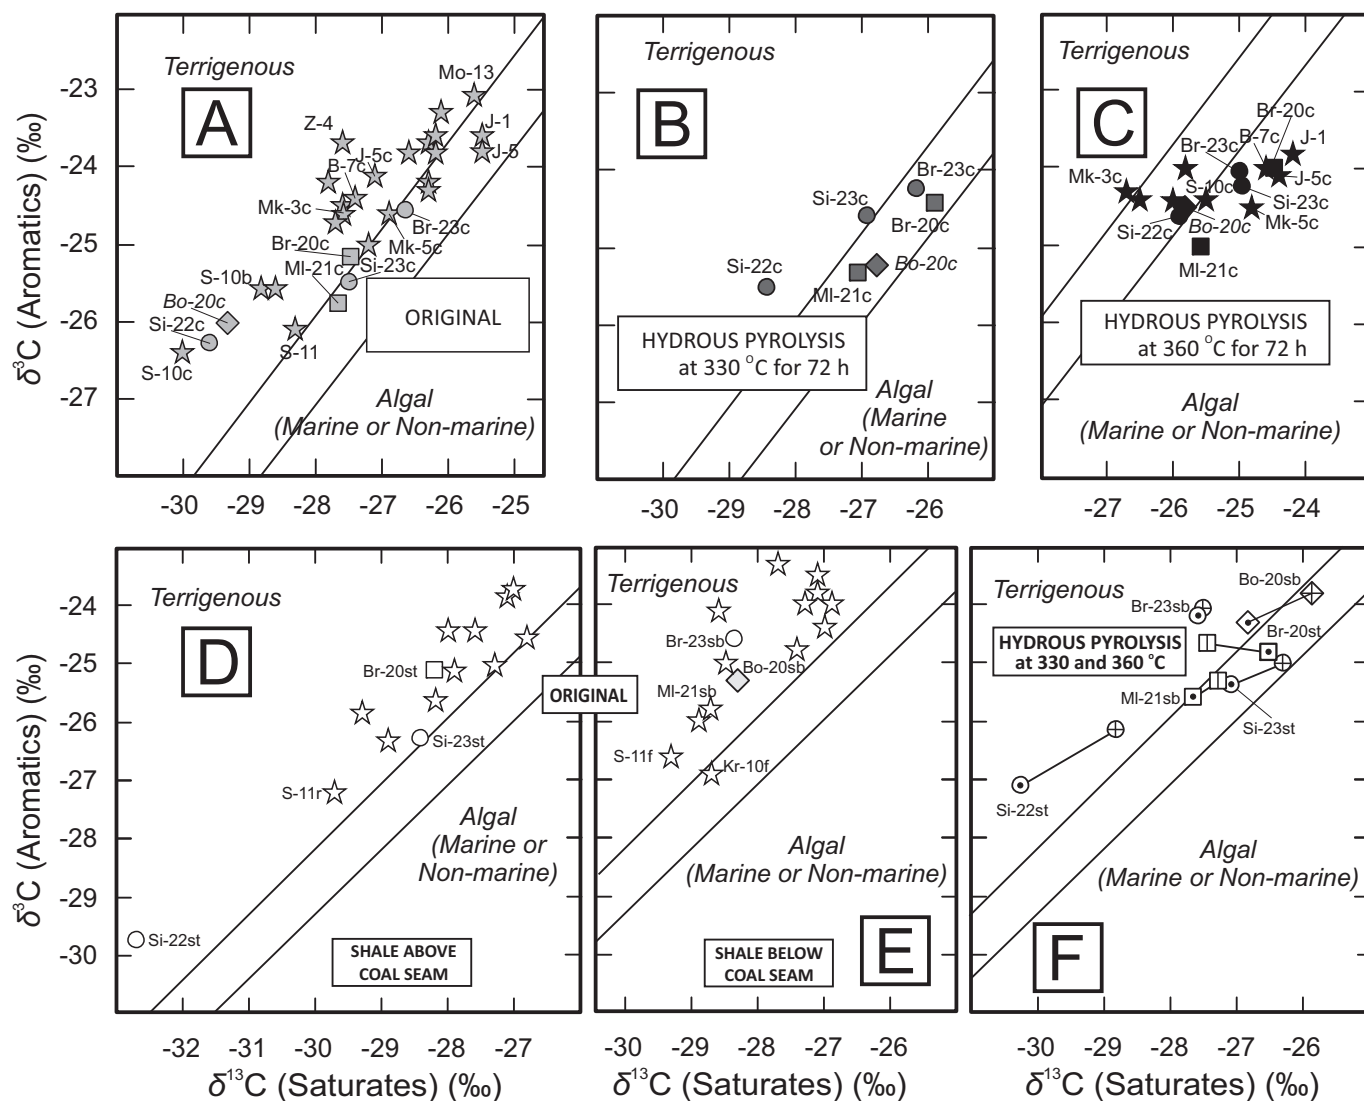 Terrigenous
A
Mo-13
Z-4
J-1
J-5c
J-5
B-7c
Mk-3c
Br-23c
Mk-5c
Br-20c
Ml-21c
Si-23c
S-10b
Bo-20c
Si-22c
S-11
S-10c
ORIGINAL
Algal
(Marine or Non-marine)
-23
-24
-25
-26
-27
δ³C (Aromatics) (‰)
-30
-29
-28
-27
-26
-25
Terrigenous
B
Br-23c
Si-23c
Br-20c
Si-22c
Bo-20c
Ml-21c
HYDROUS PYROLYSIS
at 330 °C for 72 h
Algal
(Marine
or Non-marine)
-30
-29
-28
-27
-26
Terrigenous
C
Br-20c
Br-23c
B-7c
J-1
Mk-3c
J-5c
S-10c
Si-23c
Si-22c
Bo-20c
Mk-5c
Ml-21c
HYDROUS PYROLYSIS
at 360 °C for 72 h
Algal
(Marine or Non-marine)
-27
-26
-25
-24
Terrigenous
D
Br-20st
Si-23st
S-11r
Si-22st
Algal
(Marine or
Non-marine)
SHALE ABOVE
COAL SEAM
-24
-25
-26
-27
-28
-29
-30
δ³C (Aromatics) (‰)
-32
-31
-30
-29
-28
-27
δ¹³C (Saturates) (‰)
ORIGINAL
Terrigenous
Br-23sb
Bo-20sb
Ml-21sb
S-11f
Kr-10f
Algal
(Marine or Non-marine)
SHALE BELOW
COAL SEAM
E
-30
-29
-28
-27
-26
δ¹³C (Saturates) (‰)
Terrigenous
Bo-20sb
Br-23sb
Br-20st
HYDROUS PYROLYSIS
at 330 and 360 °C
Ml-21sb
Si-23st
Si-22st
Algal
(Marine or Non-marine)
F
-30
-29
-28
-27
-26
δ¹³C (Saturates) (‰)